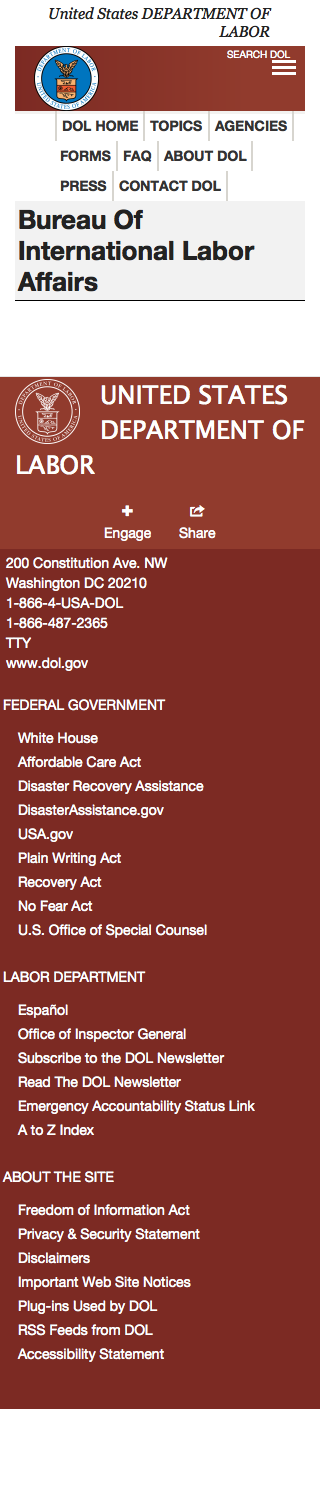 United States DEPARTMENT OF
LABOR
SEARCH DOL
DOL HOME TOPICS AGENCIES
FORMS FAQ ABOUT DOL
PRESS CONTACT DOL
Bureau Of
International Labor
Affairs
UNITED STATES
DEPARTMENT OF
LABOR
Engage Share
200 Constitution Ave. NW
Washington DC 20210
1-866-4-USA-DOL
1-866-487-2365
TTY
www.dol.gov
FEDERAL GOVERNMENT
White House
Affordable Care Act
Disaster Recovery Assistance
DisasterAssistance.gov
USA.gov
Plain Writing Act
Recovery Act
No Fear Act
U.S. Office of Special Counsel
LABOR DEPARTMENT
Español
Office of Inspector General
Subscribe to the DOL Newsletter
Read The DOL Newsletter
Emergency Accountability Status Link
A to Z Index
ABOUT THE SITE
Freedom of Information Act
Privacy & Security Statement
Disclaimers
Important Web Site Notices
Plug-ins Used by DOL
RSS Feeds from DOL
Accessibility Statement